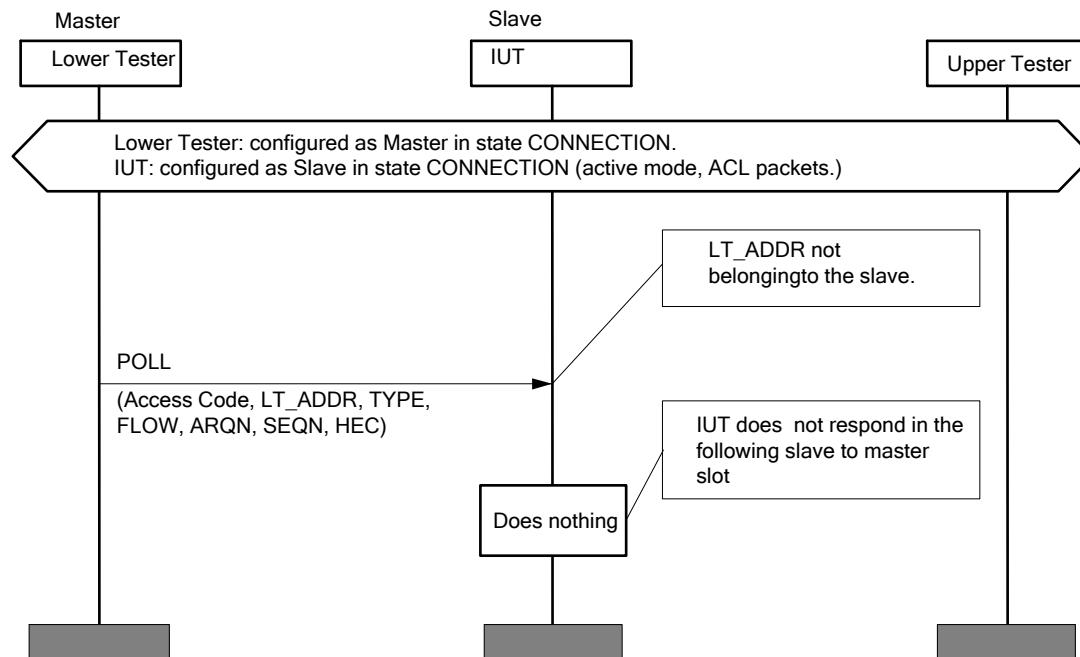 Master
Slave
Lower Tester
IUT
Upper Tester
Lower Tester: configured as Master in state CONNECTION.
IUT: configured as Slave in state CONNECTION (active mode, ACL packets.)
LT_ADDR not
belongingto the slave.
POLL
(Access Code, LT_ADDR, TYPE,
FLOW, ARQN, SEQN, HEC)
IUT does  not respond in the
following slave to master
slot
Does nothing